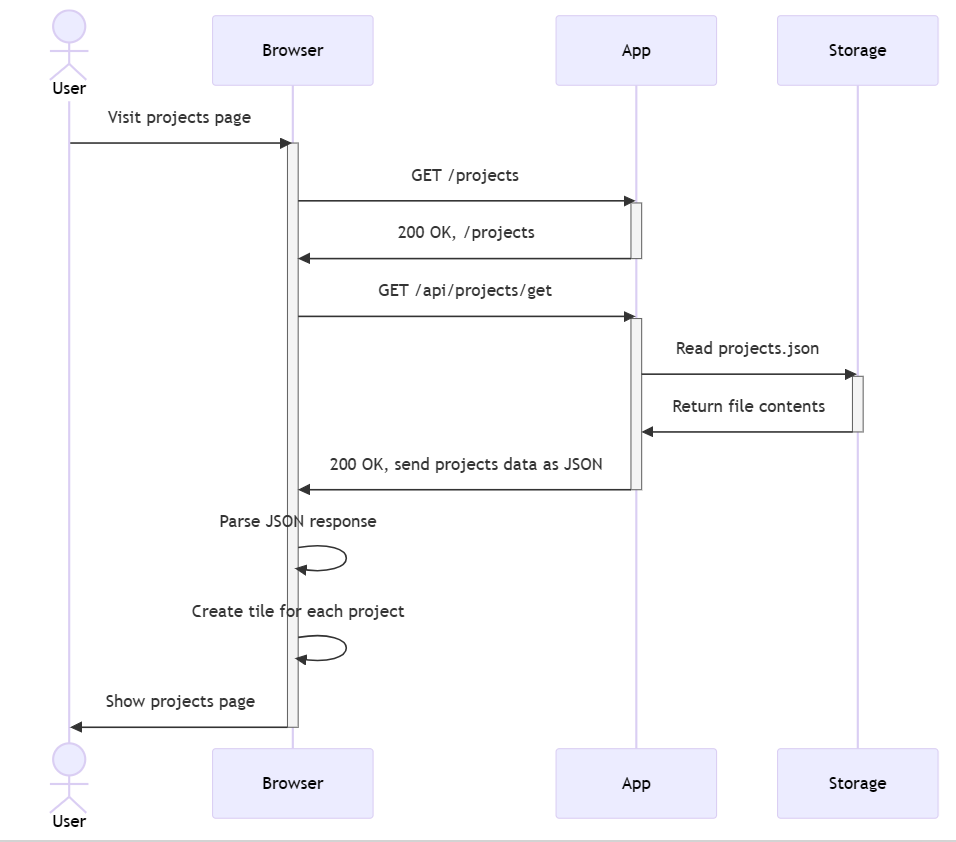 User
Browser
App
Storage
Visit projects page
GET /projects
200 OK, /projects
GET /api/projects/get
Read projects.json
Return file contents
200 OK, send projects data as JSON
Parse JSON response
Create tile for each project
Show projects page
User
Browser
App
Storage